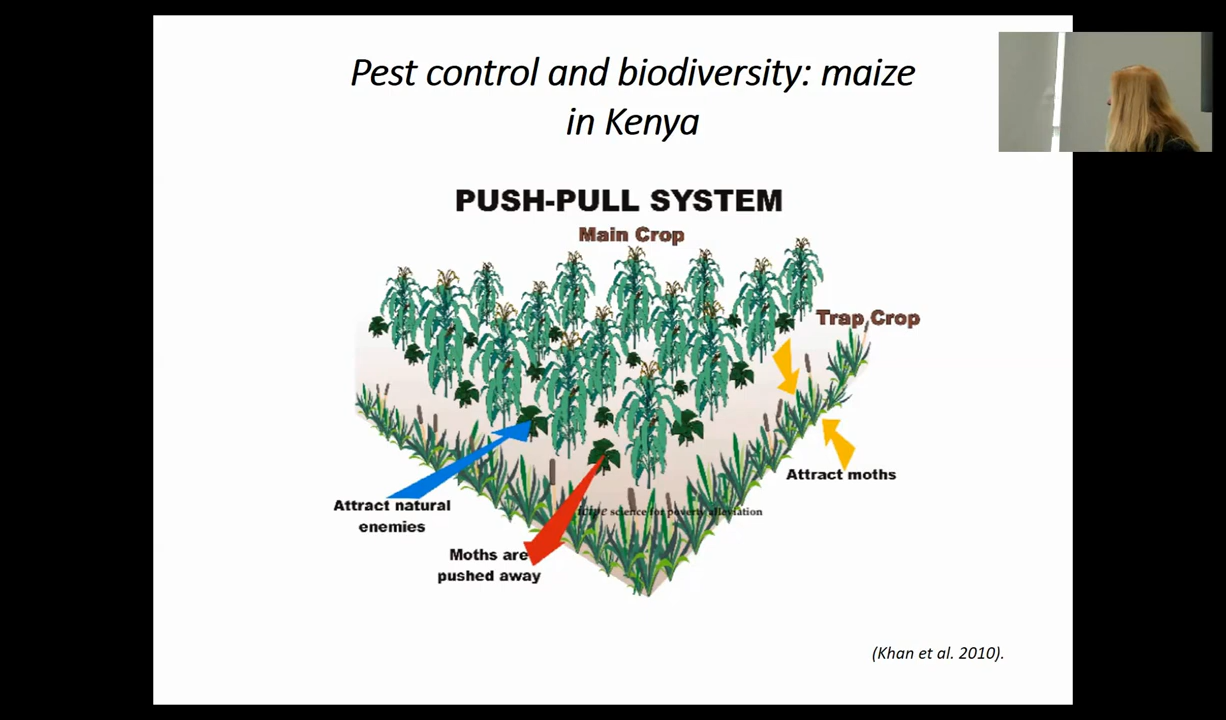 Pest control and biodiversity: maize
in Kenya
PUSH-PULL SYSTEM
Main Crop
Trap Crop
Attract moths
Attract natural
enemies
icipe science for poverty alleviation
Moths are
pushed away
(Khan et al. 2010).